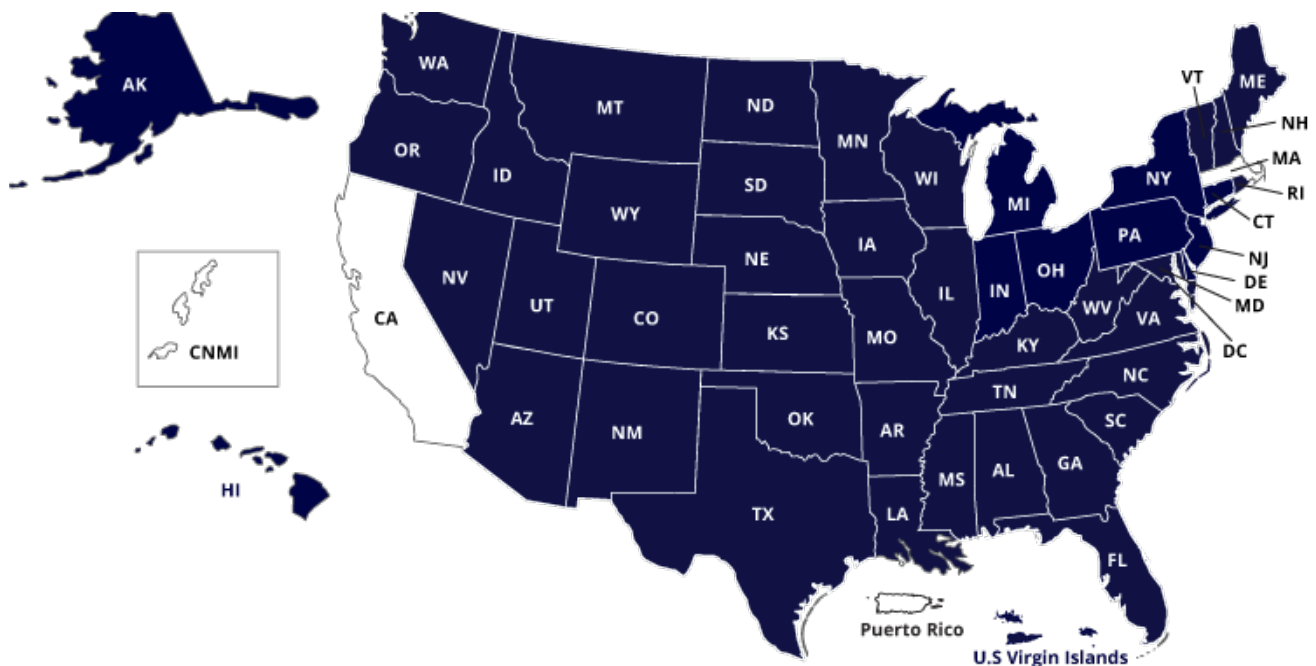 AK
WA
MT
ND
MN
VT
ME
NH
OR
ID
SD
WI
MA
NY
RI
WY
MI
CT
PA
IA
NE
NJ
NV
OH
DE
UT
IL
IN
MD
CA
CO
WV
VA
KS
MO
CNMI
KY
DC
NC
TN
AZ
NM
OK
AR
SC
GA
AL
MS
HI
TX
LA
FL
Puerto Rico
U.S Virgin Islands